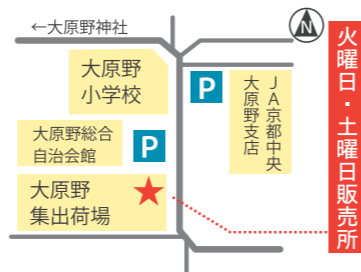 ←大原野神社
N
大原野
小学校
P
ＪＡ京都中央
大原野支店
大原野総合
自治会館
P
大原野
集出荷場
火曜日・土曜日販売所